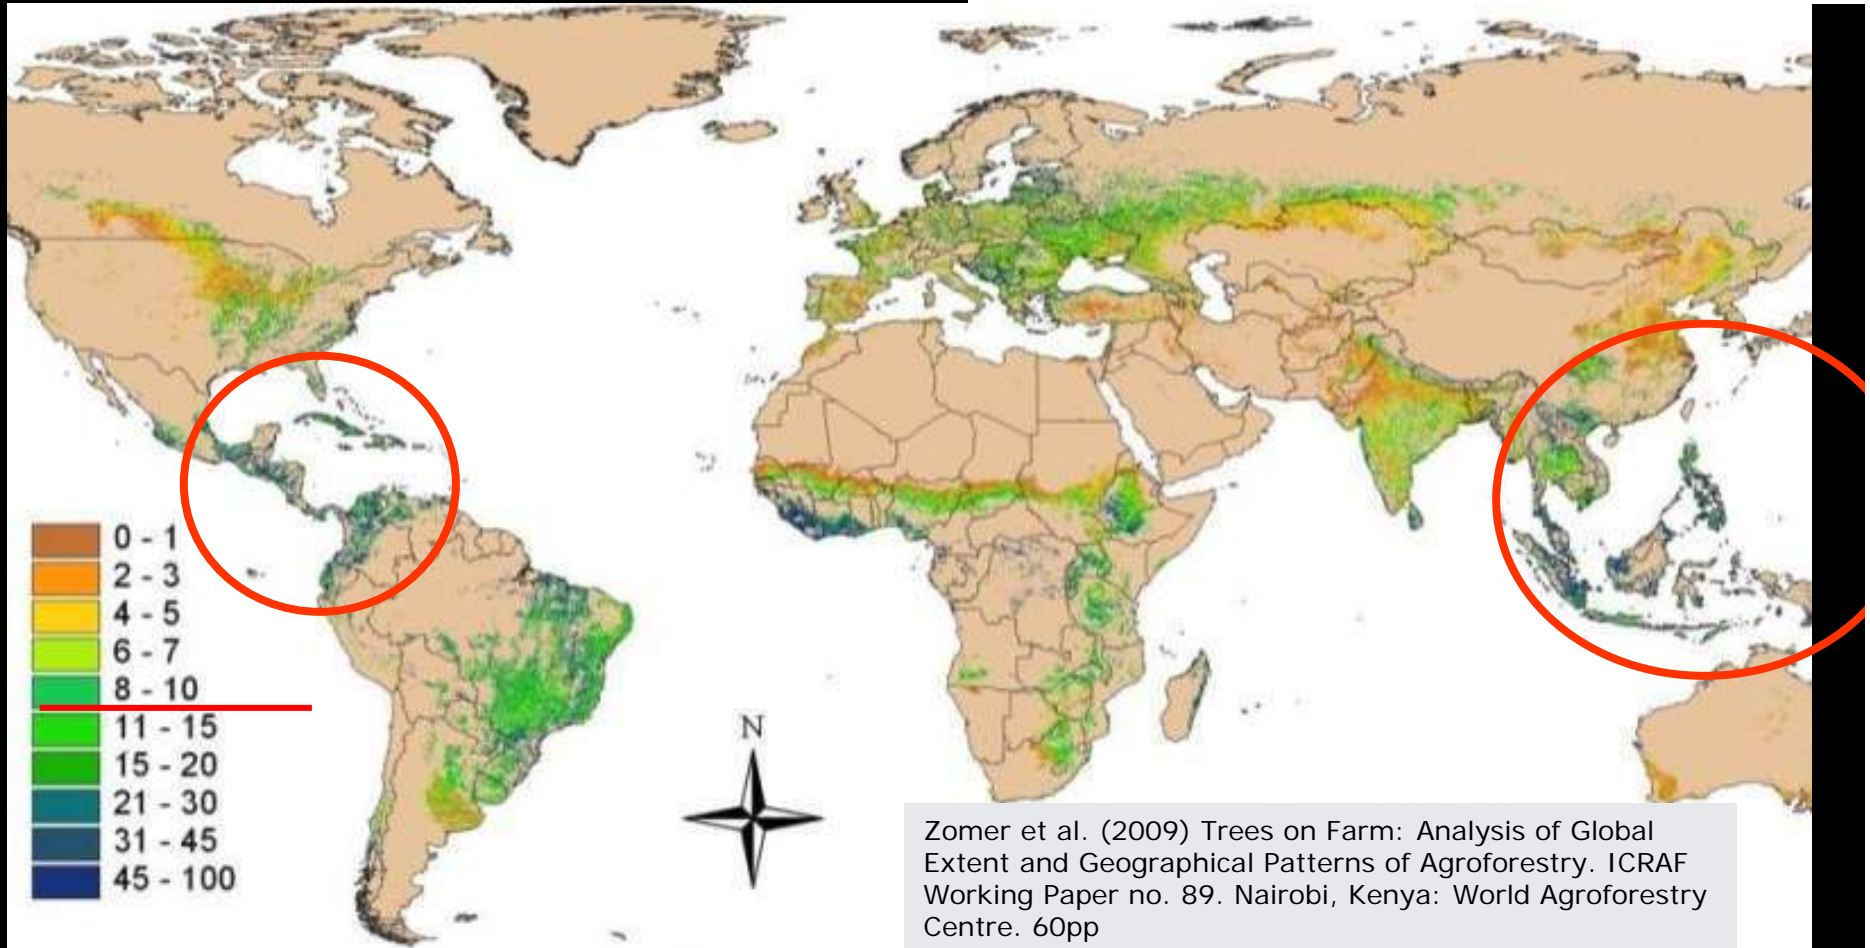 0 - 1
2 - 3
4 - 5
6 - 7
8 - 10
11 - 15
15 - 20
21 - 30
31 - 45
45 - 100
N
Zomer et al. (2009) Trees on Farm: Analysis of Global
Extent and Geographical Patterns of Agroforestry. ICRAF
Working Paper no. 89. Nairobi, Kenya: World Agroforestry
Centre. 60pp